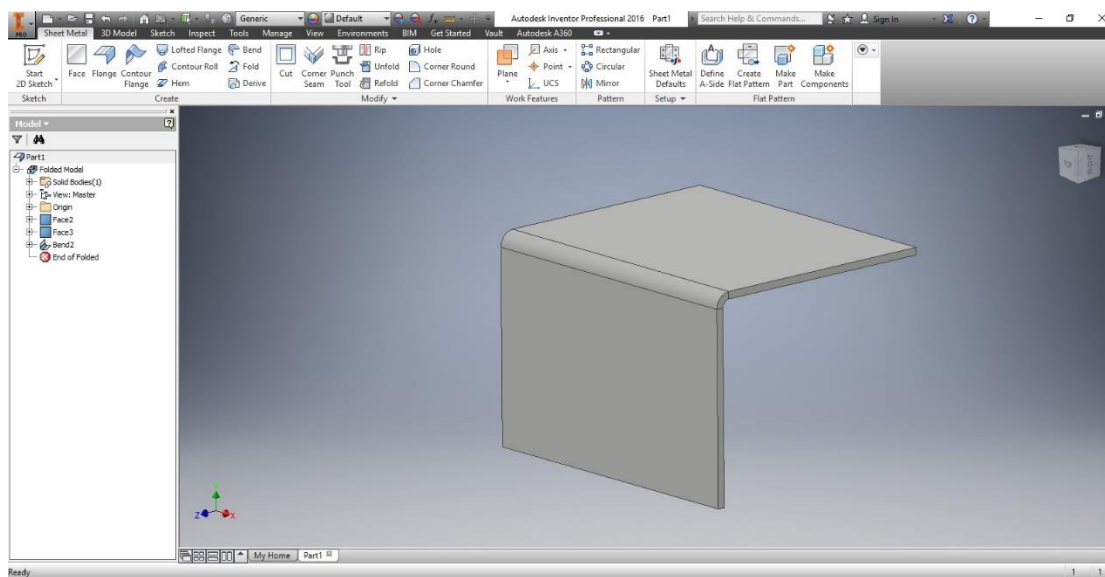 Generic Default Autodesk Inventor Professional 2016 Part1 Search Help & Commands... Sign In
PRO Sheet Metal 3D Model Sketch Inspect Tools Manage View Environments BIM Get Started Vault Autodesk A360
Start 2D Sketch Face Flange Contour Flange Lofted Flange Contour Roll Hem Bend Fold Derive
Cut Corner Seam Punch Tool Rip Unfold Refold Hole Corner Round Corner Chamfer
Plane Axis Point UCS Rectangular Circular Mirror
Sheet Metal Defaults Define A-Side Create Flat Pattern Make Part Make Components
Sketch Create Modify Work Features Pattern Setup Flat Pattern
Model
Part1
Folded Model
Solid Bodies(1)
View: Master
Origin
Face2
Face3
Bend2
End of Folded
Z X
My Home Part1
Ready 1 1